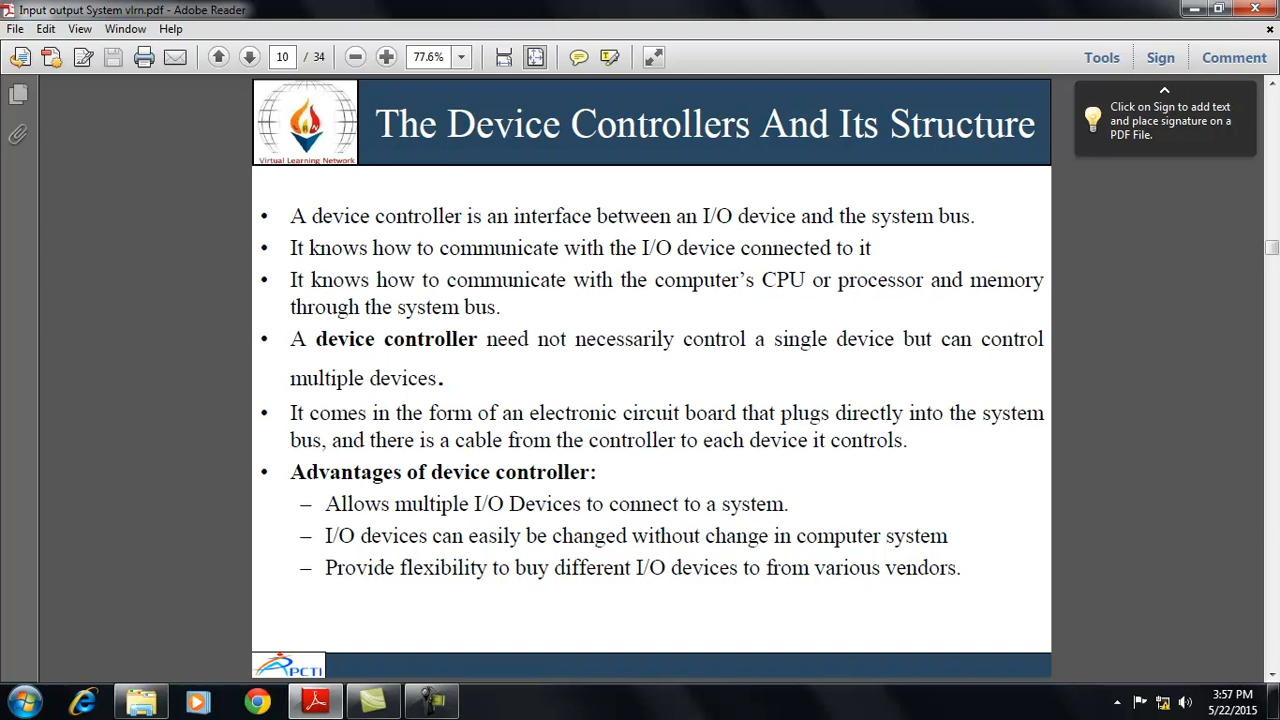 Input output System vlrn.pdf - Adobe Reader
File Edit View Window Help
10 / 34 77.6% Tools Sign Comment
Click on Sign to add text
and place signature on a
PDF File.
Virtual Learning Network
The Device Controllers And Its Structure
• A device controller is an interface between an I/O device and the system bus.
• It knows how to communicate with the I/O device connected to it
• It knows how to communicate with the computer’s CPU or processor and memory
through the system bus.
• A device controller need not necessarily control a single device but can control
multiple devices.
• It comes in the form of an electronic circuit board that plugs directly into the system
bus, and there is a cable from the controller to each device it controls.
• Advantages of device controller:
– Allows multiple I/O Devices to connect to a system.
– I/O devices can easily be changed without change in computer system
– Provide flexibility to buy different I/O devices to from various vendors.
PCTI
3:57 PM
5/22/2015